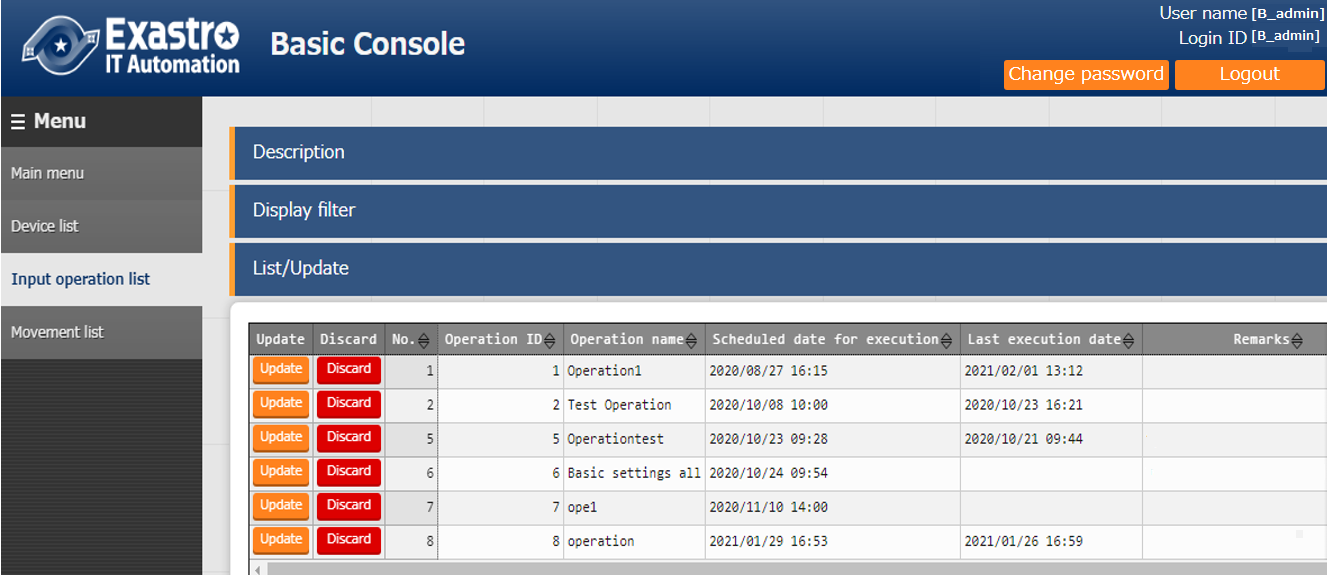 Exastro
IT Automation
Basic Console
User name [B_admin]
Login ID [B_admin]
Change password Logout
Menu
Main menu
Device list
Input operation list
Movement list
Description
Display filter
List/Update
Update Discard No. Operation ID Operation name Scheduled date for execution Last execution date Remarks
Update Discard 1 1 Operation1 2020/08/27 16:15 2021/02/01 13:12
Update Discard 2 2 Test Operation 2020/10/08 10:00 2020/10/23 16:21
Update Discard 5 5 Operationtest 2020/10/23 09:28 2020/10/21 09:44
Update Discard 6 6 Basic settings all 2020/10/24 09:54
Update Discard 7 7 ope1 2020/11/10 14:00
Update Discard 8 8 operation 2021/01/29 16:53 2021/01/26 16:59